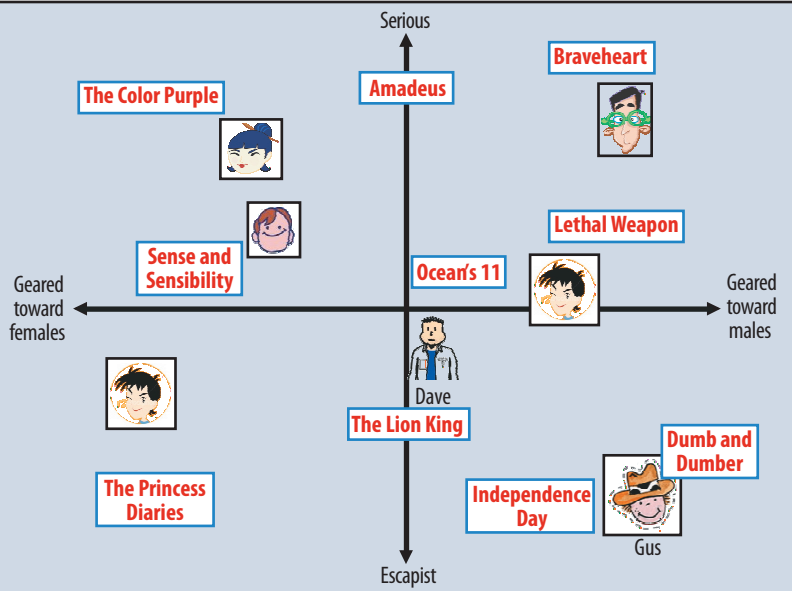 Serious
Braveheart
Amadeus
The Color Purple
Lethal Weapon
Sense and
Sensibility
Ocean's 11
Geared
toward
females
Geared
toward
males
Dave
The Lion King
Dumb and
Dumber
The Princess
Diaries
Independence
Day
Gus
Escapist